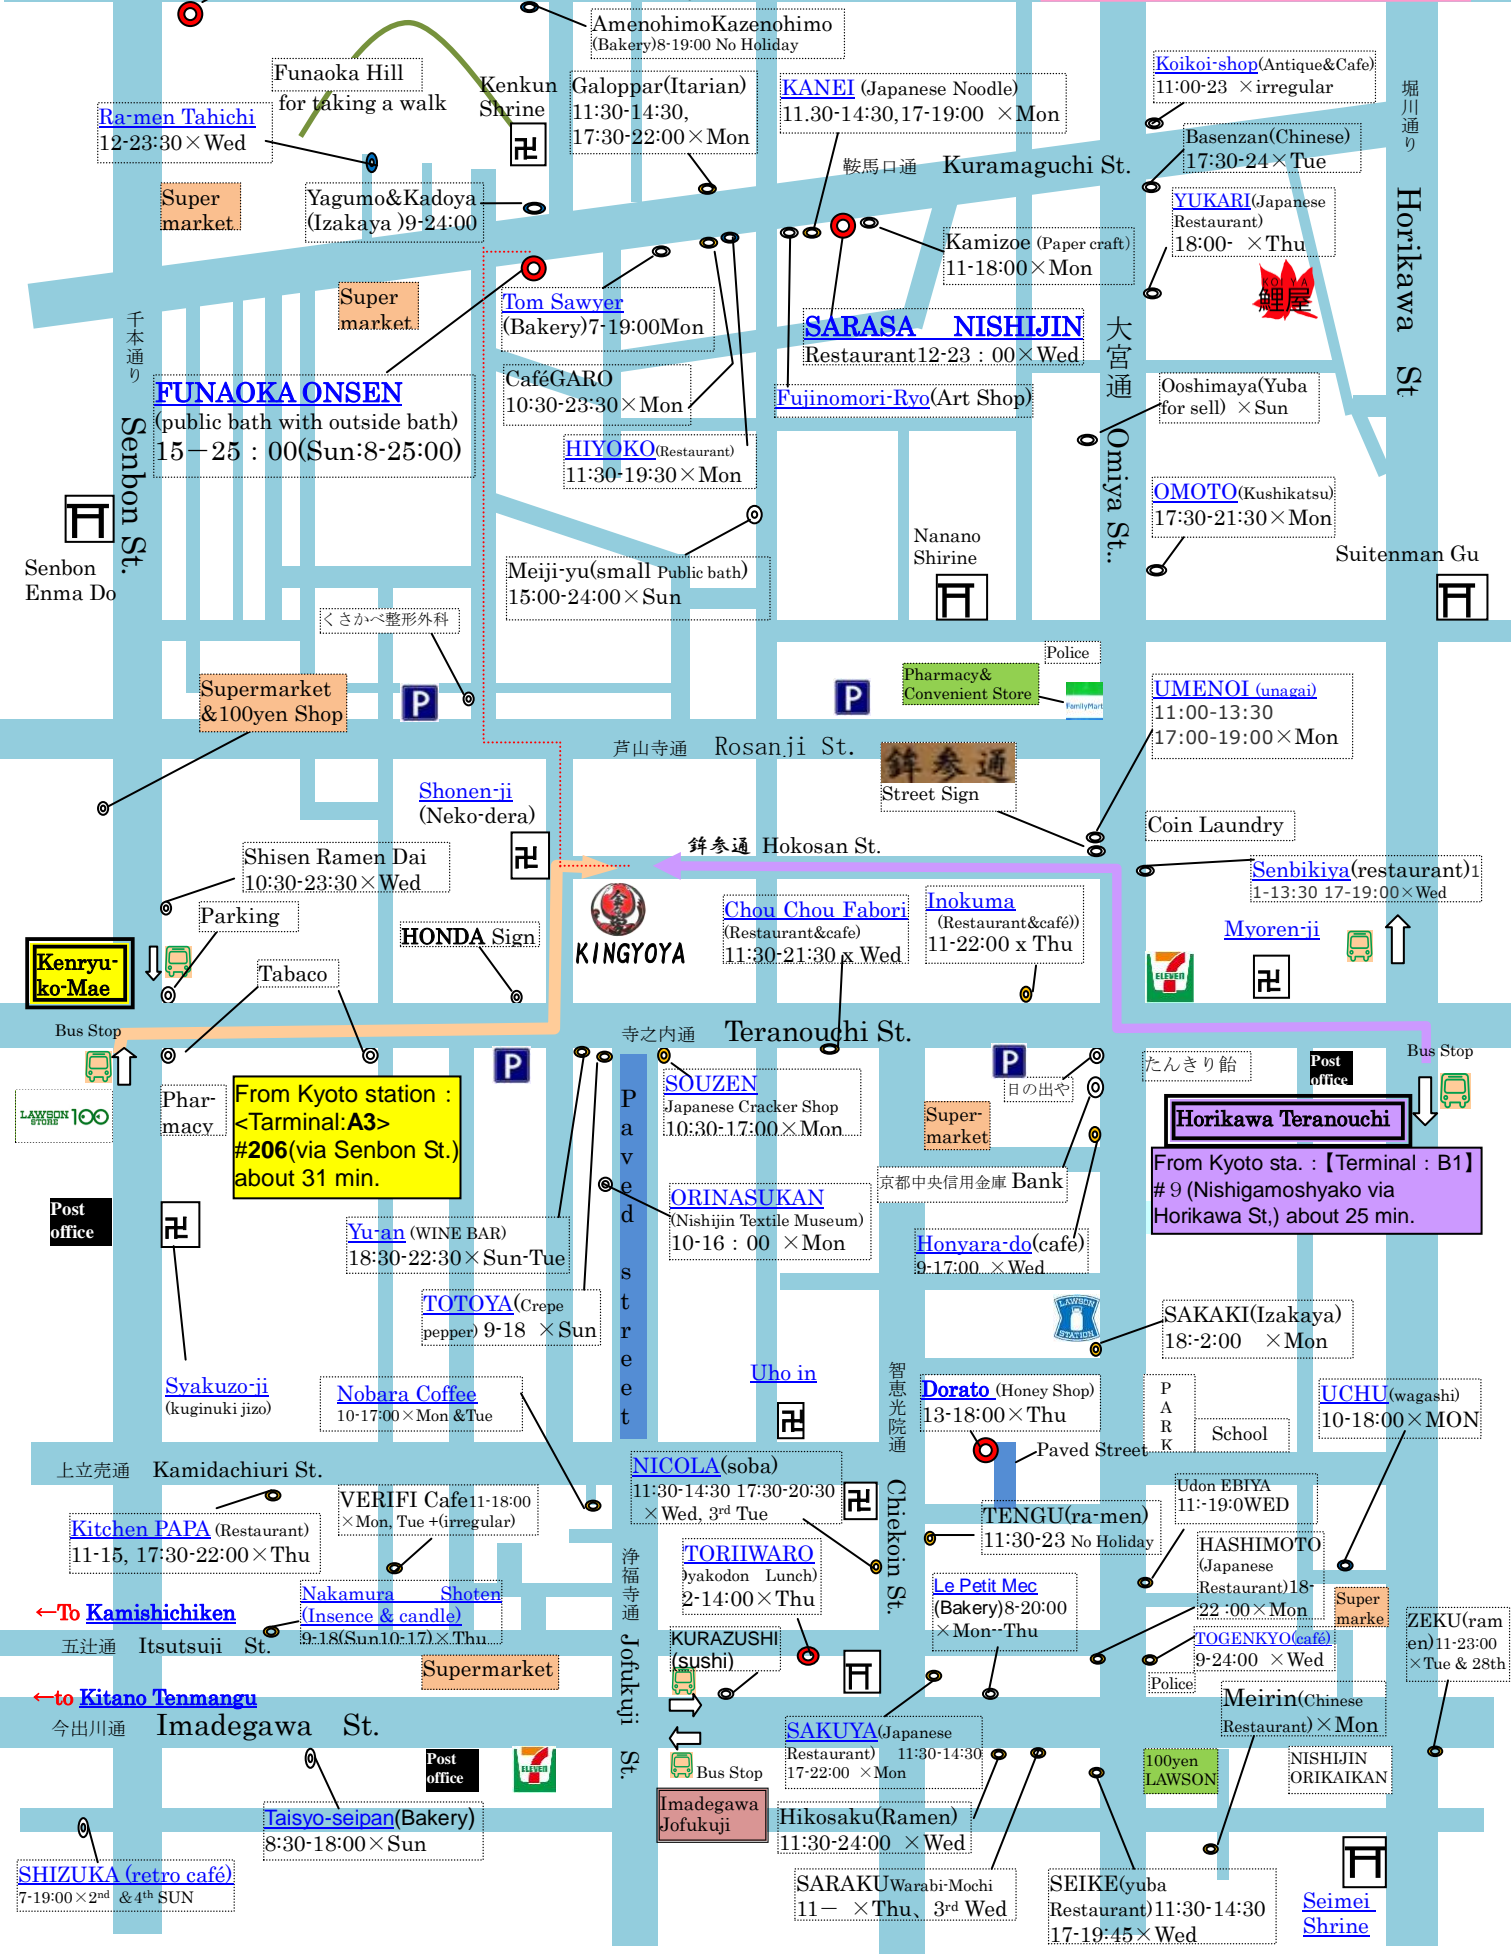 AmenohimoKazenohimo
(Bakery)8-19:00 No Holiday
Funaoka Hill
for taking a walk
Kenkun
Shrine
Galoppar(Itarian)
11:30-14:30,
17:30-22:00×Mon
KANEI (Japanese Noodle)
11.30-14:30,17-19:00 ×Mon
Koikoi-shop(Antique&Cafe)
11:00-23 ×irregular
堀川通り
Ra-men Tahichi
12-23:30×Wed
卍
Basenzan(Chinese)
17:30-24×Tue
鞍馬口通 Kuramaguchi St.
Super
market
Yagumo&Kadoya
(Izakaya )9-24:00
YUKARI(Japanese
Restaurant)
18:00- ×Thu
Horikawa St
Kamizoe (Paper craft)
11-18:00×Mon
KOIYA
鯉屋
Super
market
Tom Sawyer
(Bakery)7-19:00Mon
SARASA NISHIJIN
Restaurant12-23：00×Wed
千本通り
大宮通
FUNAOKA ONSEN
(public bath with outside bath)
15－25：00(Sun:8-25:00)
CaféGARO
10:30-23:30×Mon
Fujinomori-Ryo(Art Shop)
Ooshimaya(Yuba
for sell) ×Sun
Senbon St.
HIYOKO(Restaurant)
11:30-19:30×Mon
Omiya St...
OMOTO(Kushikatsu)
17:30-21:30×Mon
Senbon
Enma Do
Meiji-yu(small Public bath)
15:00-24:00×Sun
Nanano
Shirine
Suitenman Gu
くさかべ整形外科
Police
Supermarket
&100yen Shop
P
P
Pharmacy&
Convenient Store
FamilyMart
UMENOI (unagai)
11:00-13:30
17:00-19:00×Mon
芦山寺通 Rosanji St.
鉾参通
Street Sign
Shonen-ji
(Neko-dera)
卍
鉾参通 Hokosan St.
Coin Laundry
Shisen Ramen Dai
10:30-23:30×Wed
Senbikiya(restaurant)1
1-13:30 17-19:00×Wed
Parking
HONDA Sign
KINGYOYA
Chou Chou Fabori
(Restaurant&cafe)
11:30-21:30 x Wed
Inokuma
(Restaurant&café))
11-22:00 x Thu
Myoren-ji
Kenryu-
ko-Mae
Tabaco
ELEVEN
卍
Bus Stop
寺之内通 Teranouchi St.
Bus Stop
P
P
たんきり飴
Post
office
LAWSON
STORE 100
Phar-
macy
From Kyoto station :
<Tarminal:A3>
#206(via Senbon St.)
about 31 min.
Paved street
SOUZEN
Japanese Cracker Shop
10:30-17:00×Mon
日の出や
Super-
market
Horikawa Teranouchi
From Kyoto sta. :【Terminal : B1】
#９(Nishigamoshyako via
Horikawa St,) about 25 min.
京都中央信用金庫 Bank
Post
office
卍
ORINASUKAN
(Nishijin Textile Museum)
10-16：00 ×Mon
Yu-an (WINE BAR)
18:30-22:30×Sun-Tue
Honyara-do(cafe)
9-17:00 ×Wed
TOTOYA(Crepe
pepper) 9-18 ×Sun
LAWSON
STATION
SAKAKI(Izakaya)
18:-2:00 ×Mon
Syakuzo-ji
(kuginuki jizo)
Nobara Coffee
10-17:00×Mon &Tue
Uho in
卍
智恵光院通
Dorato (Honey Shop)
13-18:00×Thu
PARK
School
UCHU(wagashi)
10-18:00×MON
Paved Street
上立売通 Kamidachiuri St.
NICOLA(soba)
11:30-14:30 17:30-20:30
×Wed, 3rd Tue
卍
Chiekoin St.
Udon EBIYA
11:-19:0WED
VERIFI Cafe11-18:00
×Mon, Tue +(irregular)
Kitchen PAPA (Restaurant)
11-15, 17:30-22:00×Thu
TENGU(ra-men)
11:30-23 No Holiday
HASHIMOTO
(Japanese
Restaurant)18-
22 :00×Mon
浄福寺通
TORIIWARO
)yakodon Lunch)
2-14:00×Thu
Le Petit Mec
(Bakery)8-20:00
×Mon--Thu
Nakamura Shoten
(Insence & candle)
9-18(Sun10-17)×Thu
←To Kamishichiken
五辻通 Itsutsuji St.
Super
marke
ZEKU(ram
en)11-23:00
×Tue & 28th
KURAZUSHI
(sushi)
TOGENKYO(café)
9-24:00 ×Wed
Supermarket
Jofukuji St.
Police
←to Kitano Tenmangu
今出川通 Imadegawa St.
Meirin(Chinese
Restaurant)×Mon
SAKUYA(Japanese
Restaurant) 11:30-14:30
17-22:00 ×Mon
Post
office
ELEVEN
Bus Stop
100yen
LAWSON
NISHIJIN
ORIKAIKAN
Imadegawa
Jofukuji
Taisyo-seipan(Bakery)
8:30-18:00×Sun
Hikosaku(Ramen)
11:30-24:00 ×Wed
SHIZUKA (retro café)
7-19:00×2nd &4th SUN
SARAKUWarabi-Mochi
11－ ×Thu、3rd Wed
SEIKE(yuba
Restaurant)11:30-14:30
17-19:45×Wed
Seimei
Shrine